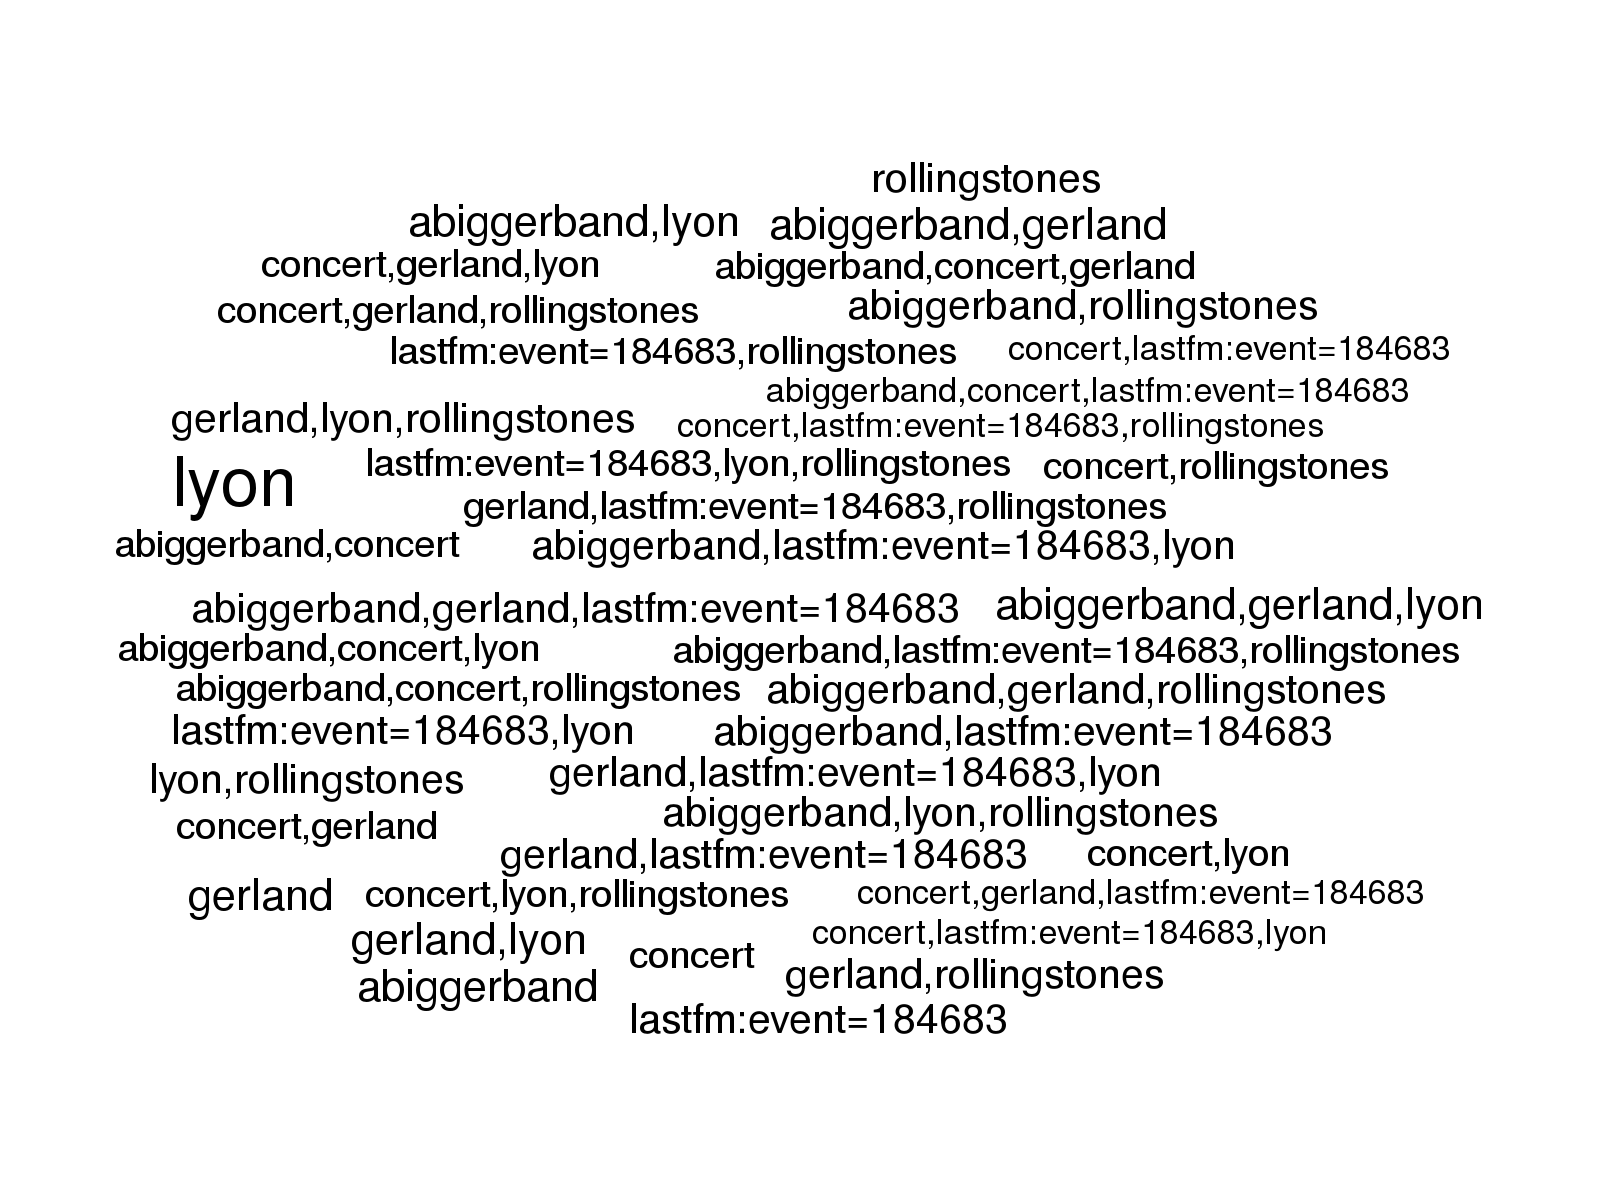 rollingstones
abiggerband,lyon abiggerband,gerland
concert,gerland,lyon abiggerband,concert,gerland
concert,gerland,rollingstones abiggerband,rollingstones
lastfm:event=184683,rollingstones concert,lastfm:event=184683
abiggerband,concert,lastfm:event=184683
gerland,lyon,rollingstones concert,lastfm:event=184683,rollingstones
lyon lastfm:event=184683,lyon,rollingstones concert,rollingstones
gerland,lastfm:event=184683,rollingstones
abiggerband,concert abiggerband,lastfm:event=184683,lyon
abiggerband,gerland,lastfm:event=184683 abiggerband,gerland,lyon
abiggerband,concert,lyon abiggerband,lastfm:event=184683,rollingstones
abiggerband,concert,rollingstones abiggerband,gerland,rollingstones
lastfm:event=184683,lyon abiggerband,lastfm:event=184683
lyon,rollingstones gerland,lastfm:event=184683,lyon
concert,gerland abiggerband,lyon,rollingstones
gerland,lastfm:event=184683 concert,lyon
gerland concert,lyon,rollingstones concert,gerland,lastfm:event=184683
gerland,lyon concert concert,lastfm:event=184683,lyon
abiggerband gerland,rollingstones
lastfm:event=184683